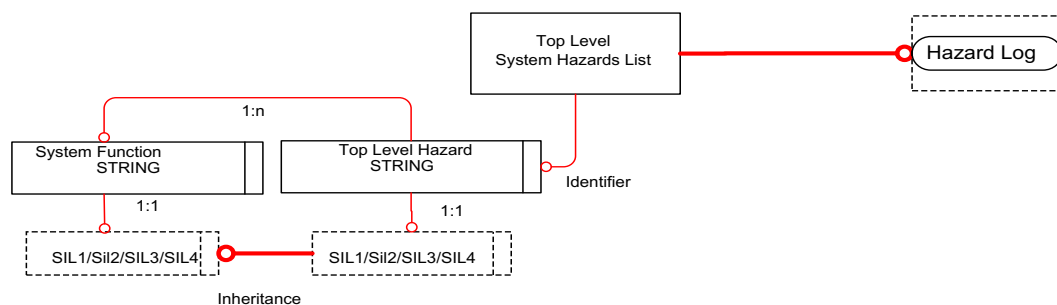 Top Level
System Hazards List
Hazard Log
1:n
System Function
STRING
Top Level Hazard
STRING
Identifier
1:1
1:1
SIL1/Sil2/SIL3/SIL4
SIL1/Sil2/SIL3/SIL4
Inheritance